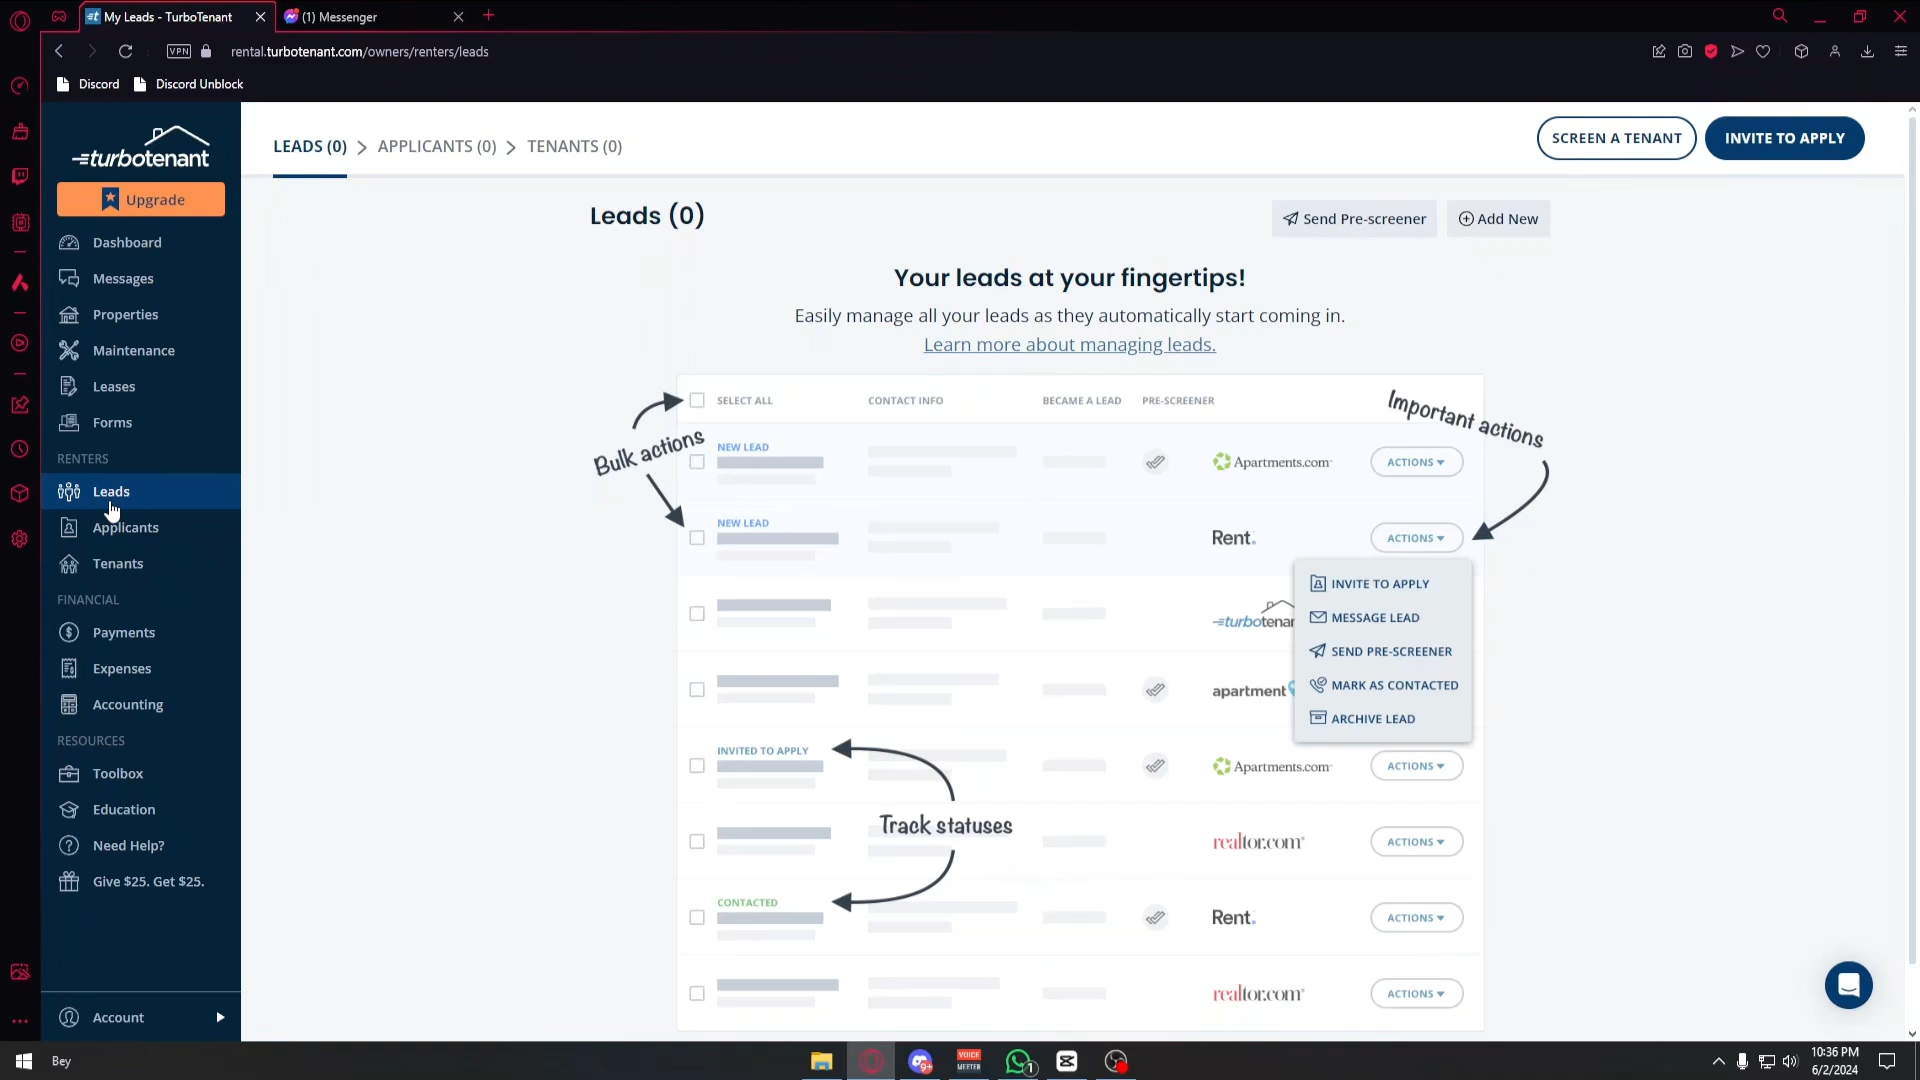 My Leads - TurboTenant
(1) Messenger
VPN
rental.turbotenant.com/owners/renters/leads
Discord
Discord Unblock
turbotenant
Upgrade
Dashboard
Messages
Properties
Maintenance
Leases
Forms
RENTERS
Leads
Applicants
Tenants
FINANCIAL
Payments
Expenses
Accounting
RESOURCES
Toolbox
Education
Need Help?
Give $25. Get $25.
Account
LEADS (0) > APPLICANTS (0) > TENANTS (0)
SCREEN A TENANT
INVITE TO APPLY
Leads (0)
Send Pre-screener
Add New
Your leads at your fingertips!
Easily manage all your leads as they automatically start coming in.
Learn more about managing leads.
SELECT ALL
CONTACT INFO
BECAME A LEAD
PRE-SCREENER
Important actions
Bulk actions
NEW LEAD
Apartments.com
ACTIONS
NEW LEAD
Rent.
ACTIONS
INVITE TO APPLY
MESSAGE LEAD
SEND PRE-SCREENER
MARK AS CONTACTED
ARCHIVE LEAD
turbotenan
apartment
INVITED TO APPLY
Apartments.com
ACTIONS
Track statuses
realtor.com
ACTIONS
CONTACTED
Rent.
ACTIONS
realtor.com
ACTIONS
Bey
9+
VOICE
MEETER
1
10:36 PM
6/2/2024